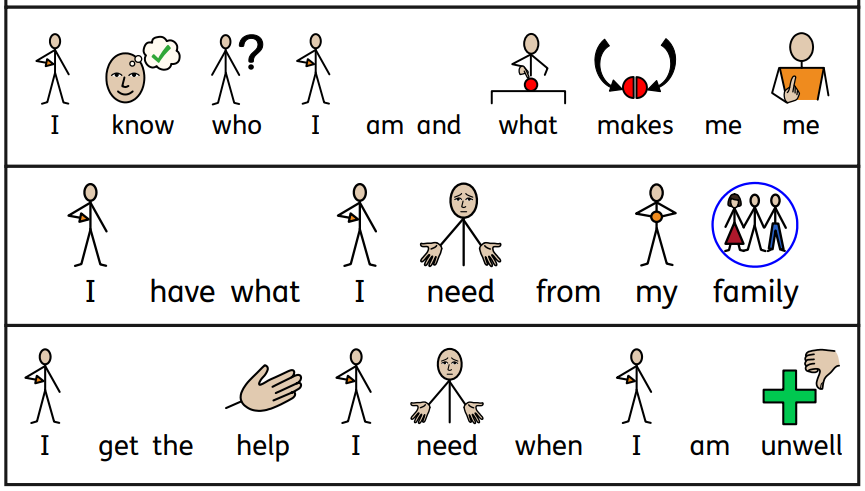 I know who I am and what makes me me
I have what I need from my family
I get the help I need when I am unwell